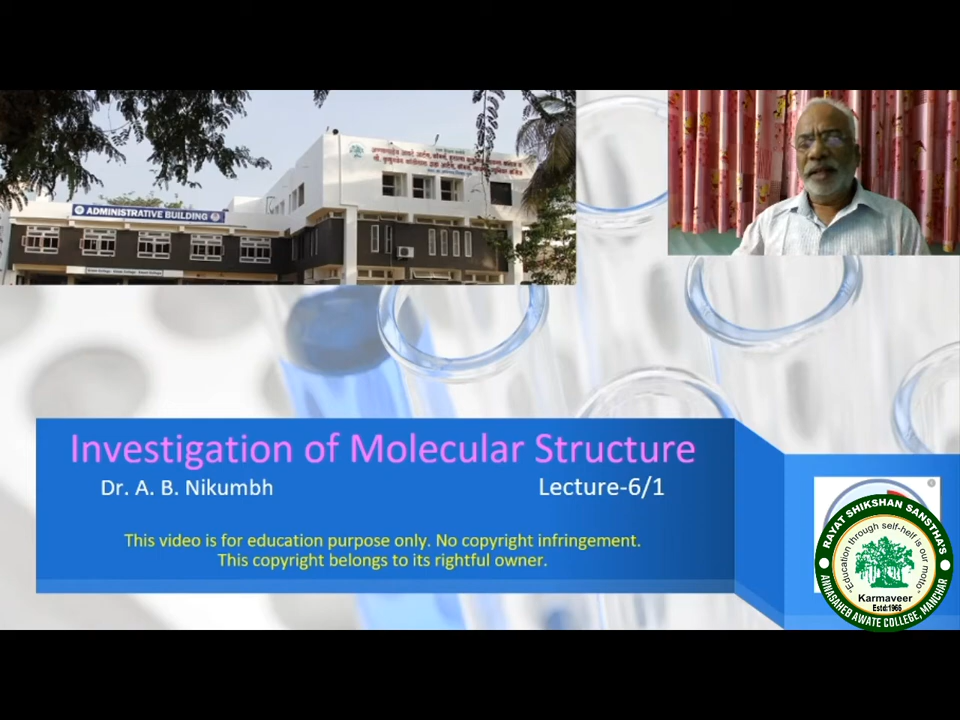 ADMINISTRATIVE BUILDING
Investigation of Molecular Structure
Dr. A. B. Nikumbh
Lecture-6/1
This video is for education purpose only. No copyright infringement.
This copyright belongs to its rightful owner.
RAYAT SHIKSHAN SANSTHA'S
"Education through self-help is our motto"
Karmaveer
Estd:1966
ANNASAHEB AWATE COLLEGE, MANCHAR